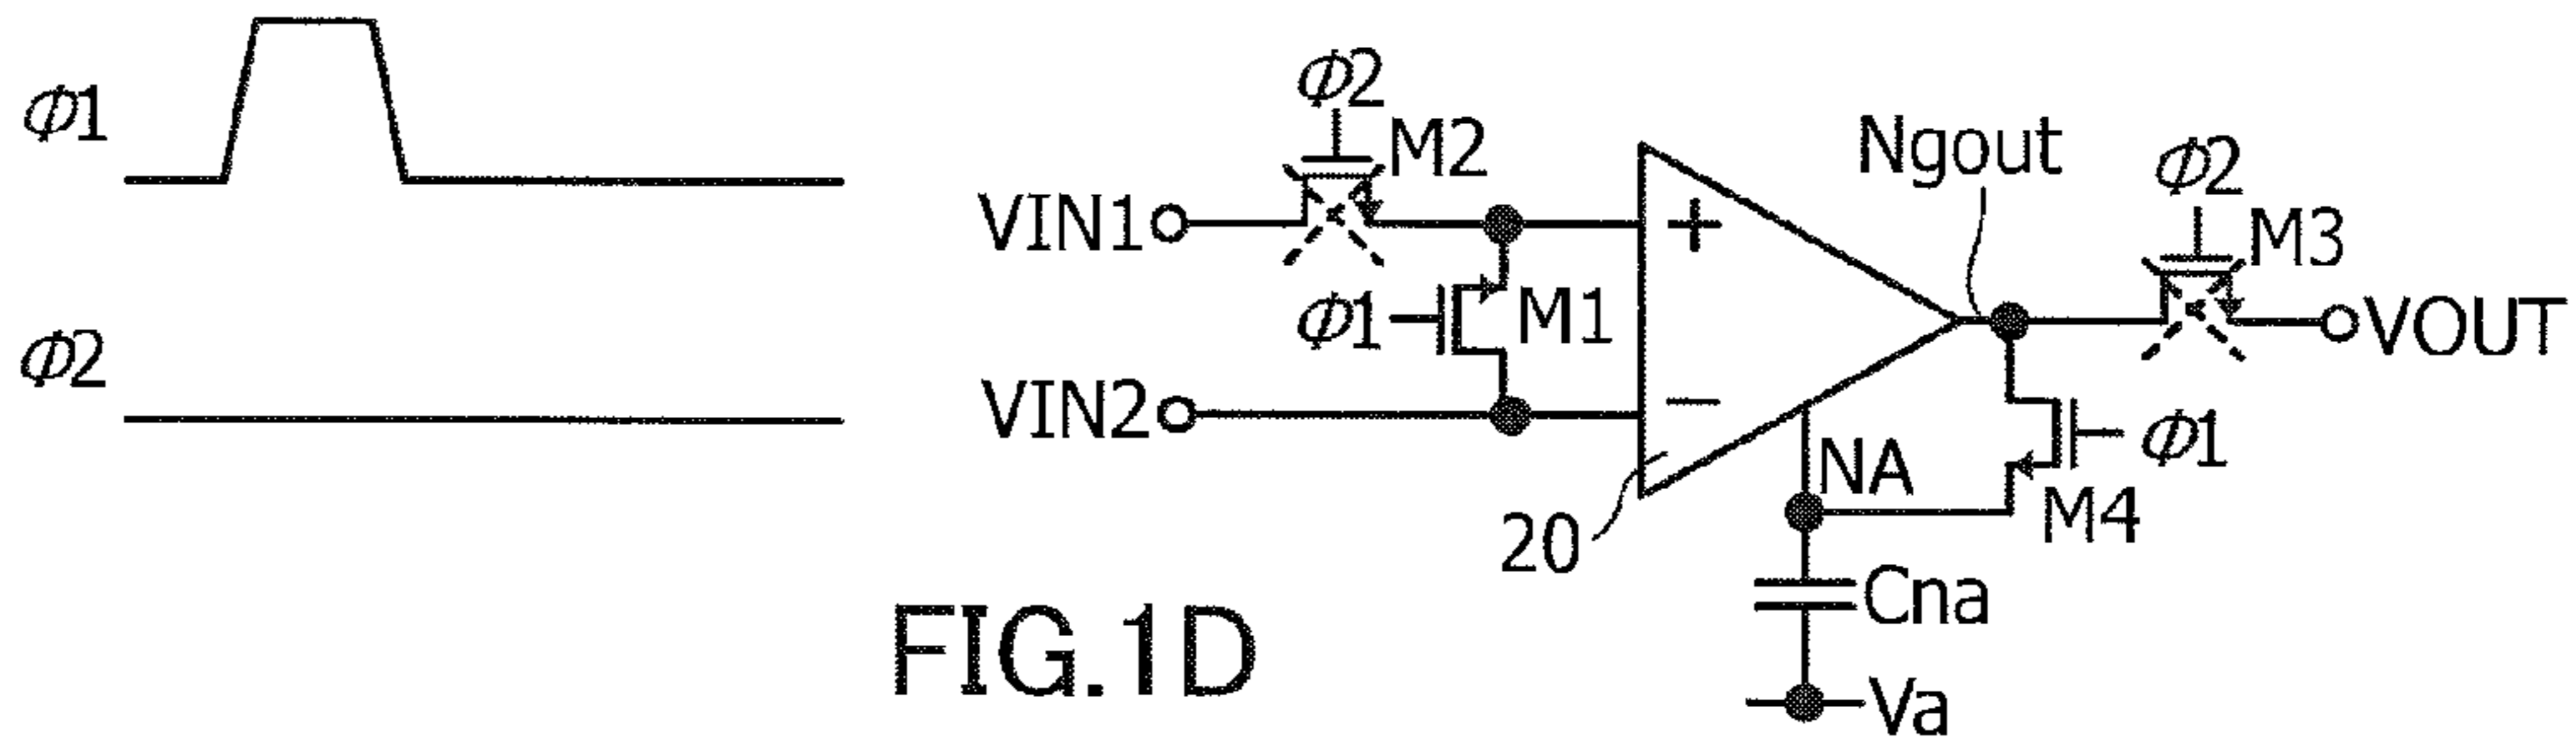 Φ1
Φ2
Φ2
M2
VIN1
+
Φ1
M1
VIN2
−
20
NA
Ngout
Φ2
M3
VOUT
Φ1
M4
Cna
Va
FIG.1D